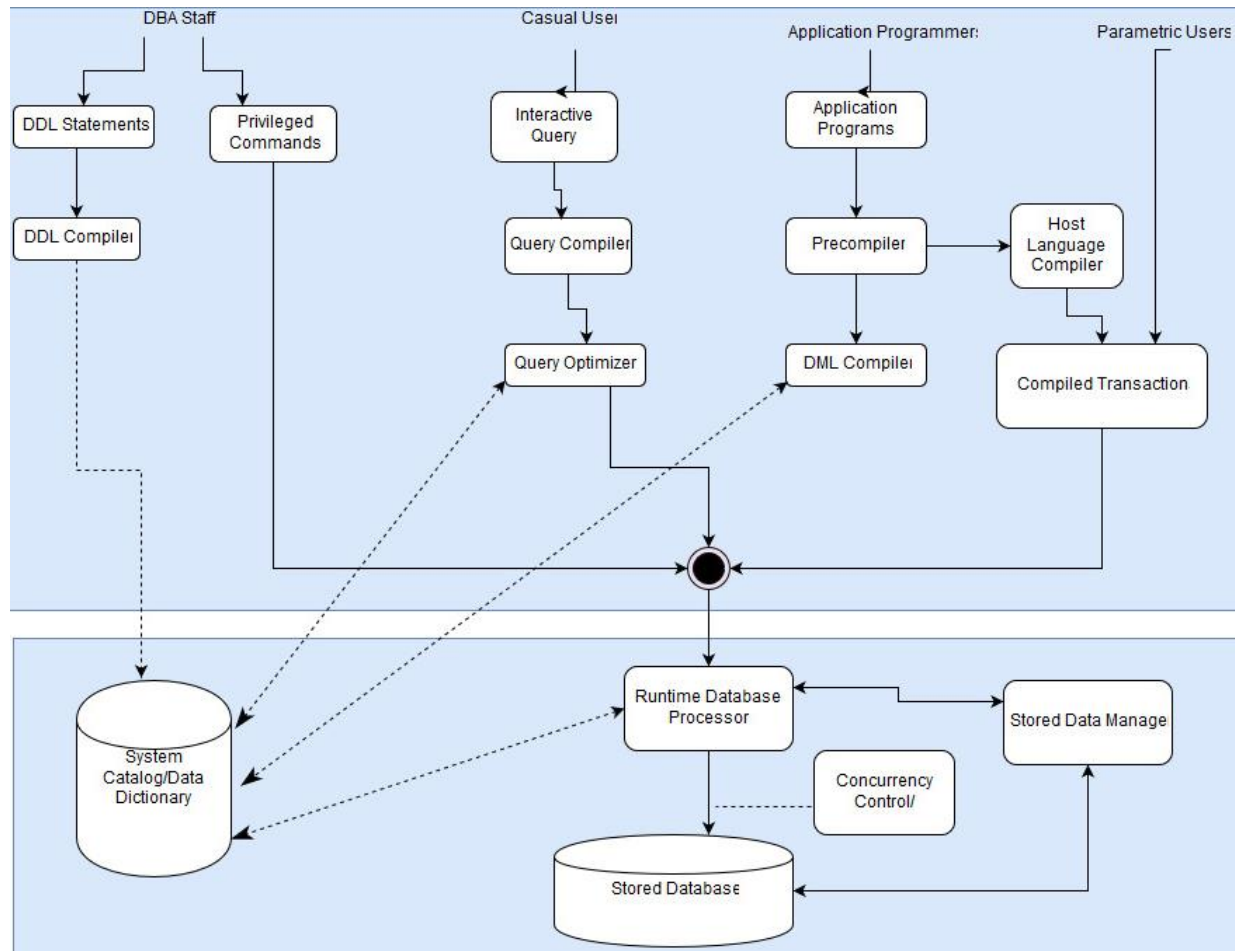 DBA Staff
Casual User
Application Programmers
Parametric Users
DDL Statements
Privileged
Commands
Interactive
Query
Application
Programs
DDL Compiler
Query Compiler
Precompiler
Host
Language
Compiler
Query Optimizer
DML Compiler
Compiled Transaction
System
Catalog/Data
Dictionary
Runtime Database
Processor
Stored Data Manage
Concurrency
Control/
Stored Database